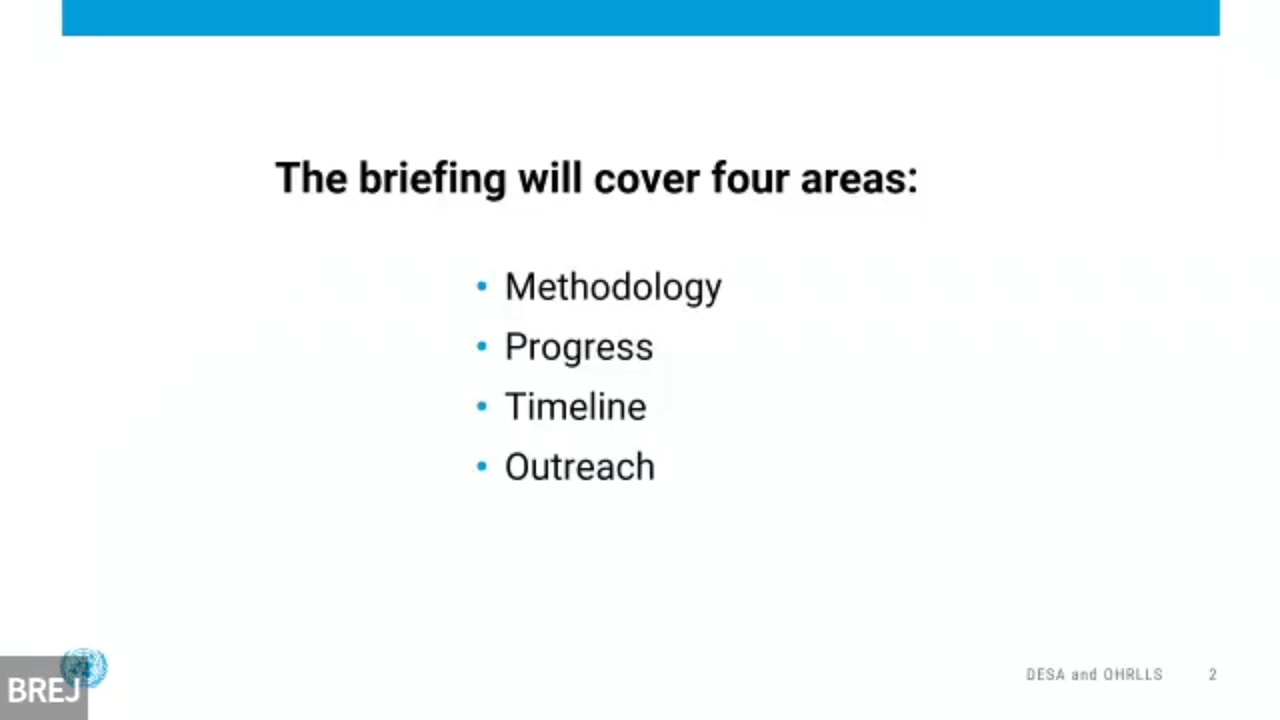 The briefing will cover four areas:
• Methodology
• Progress
• Timeline
• Outreach
BREJ
DESA and OHRLLS 2